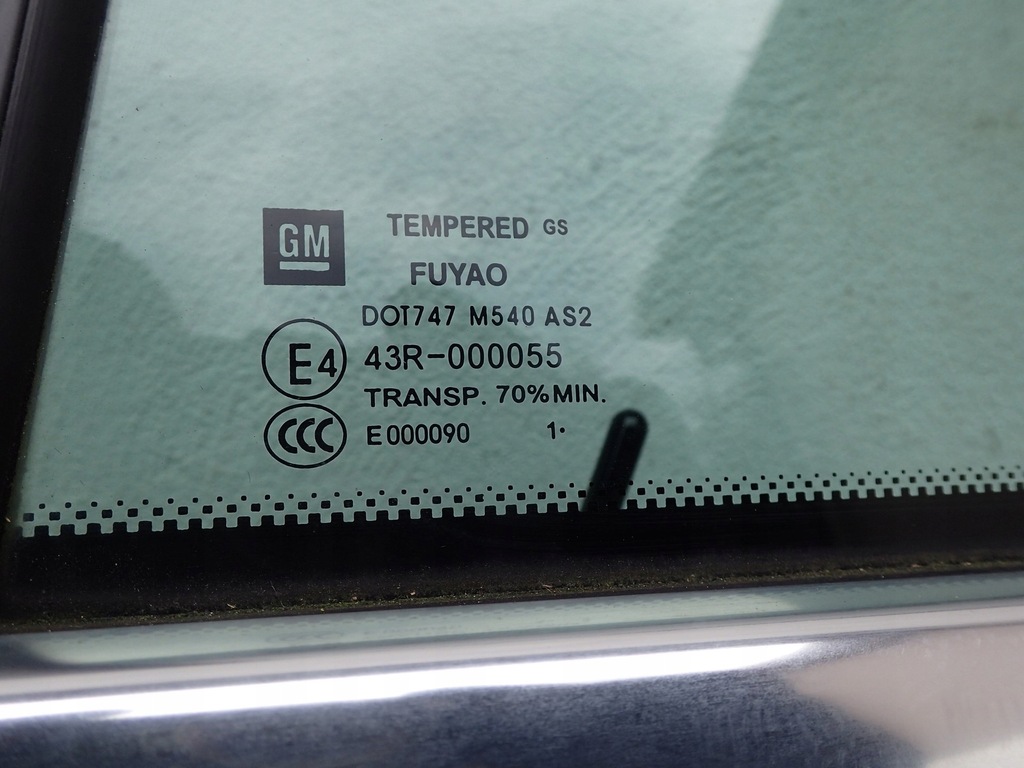 GM TEMPERED GS
FUYAO
DOT747 M540 AS2
E4 43R-000055
TRANSP. 70%MIN.
CCC E000090 1•